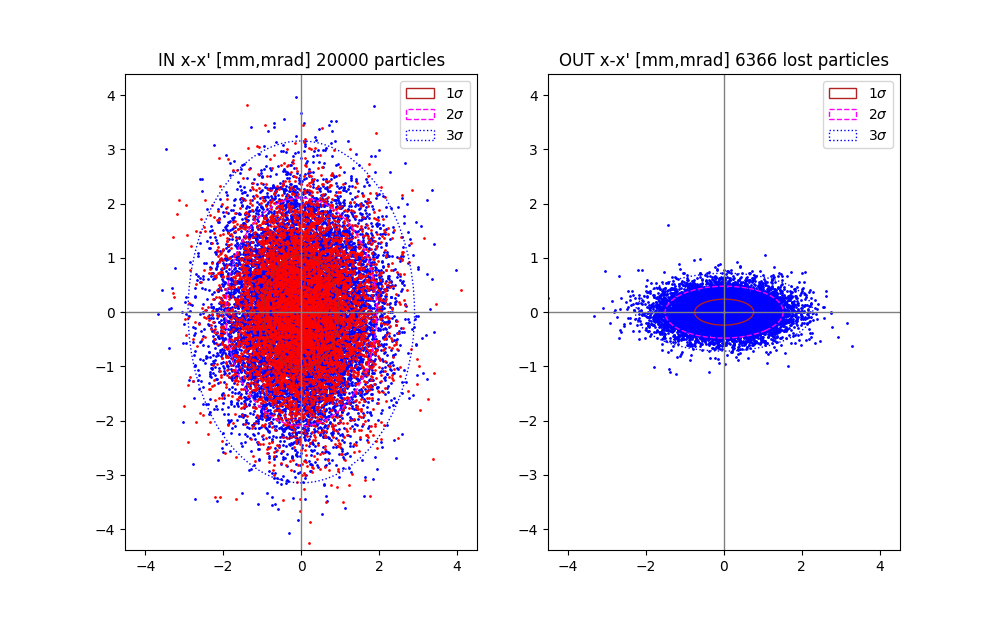 IN x-x' [mm,mrad] 20000 particles
1σ
2σ
3σ
4
3
2
1
0
−1
−2
−3
−4
−4 −2 0 2 4
OUT x-x' [mm,mrad] 6366 lost particles
1σ
2σ
3σ
4
3
2
1
0
−1
−2
−3
−4
−4 −2 0 2 4